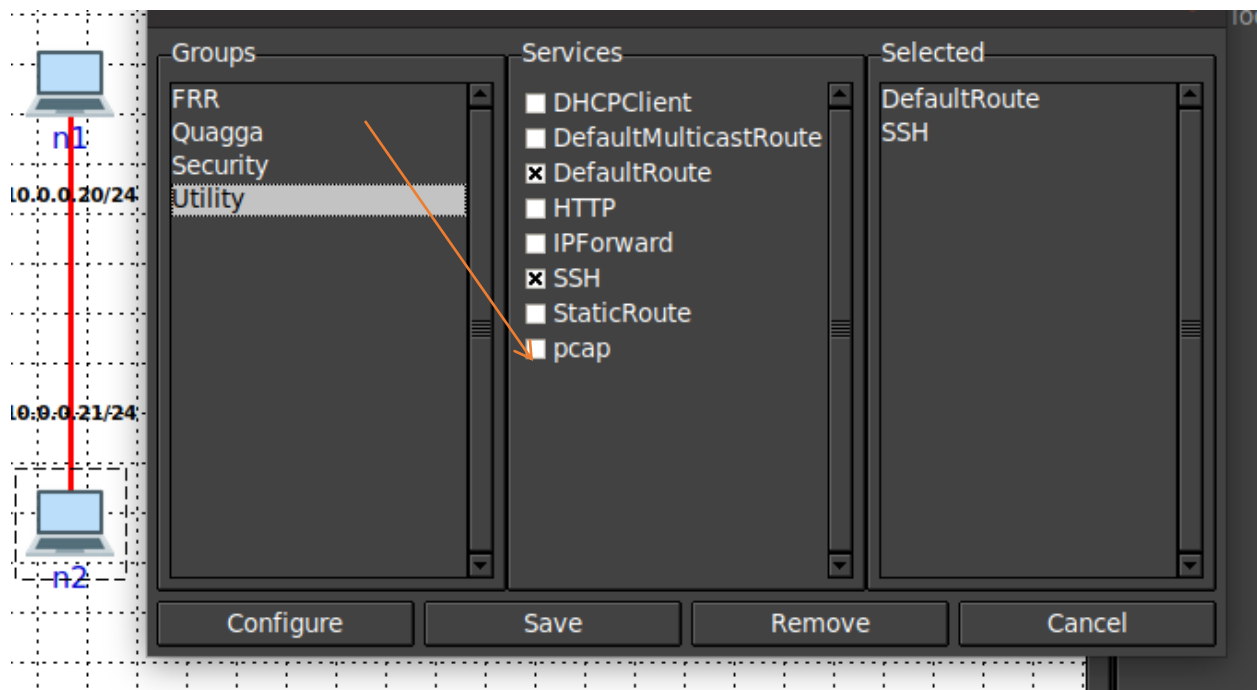 Groups
Services
Selected
FRR
Quagga
Security
Utility
DHCPClient
DefaultMulticastRoute
DefaultRoute
HTTP
IPForward
SSH
StaticRoute
pcap
DefaultRoute
SSH
Configure
Save
Remove
Cancel
n1
10.0.0.20/24
10.0.0.21/24
n2